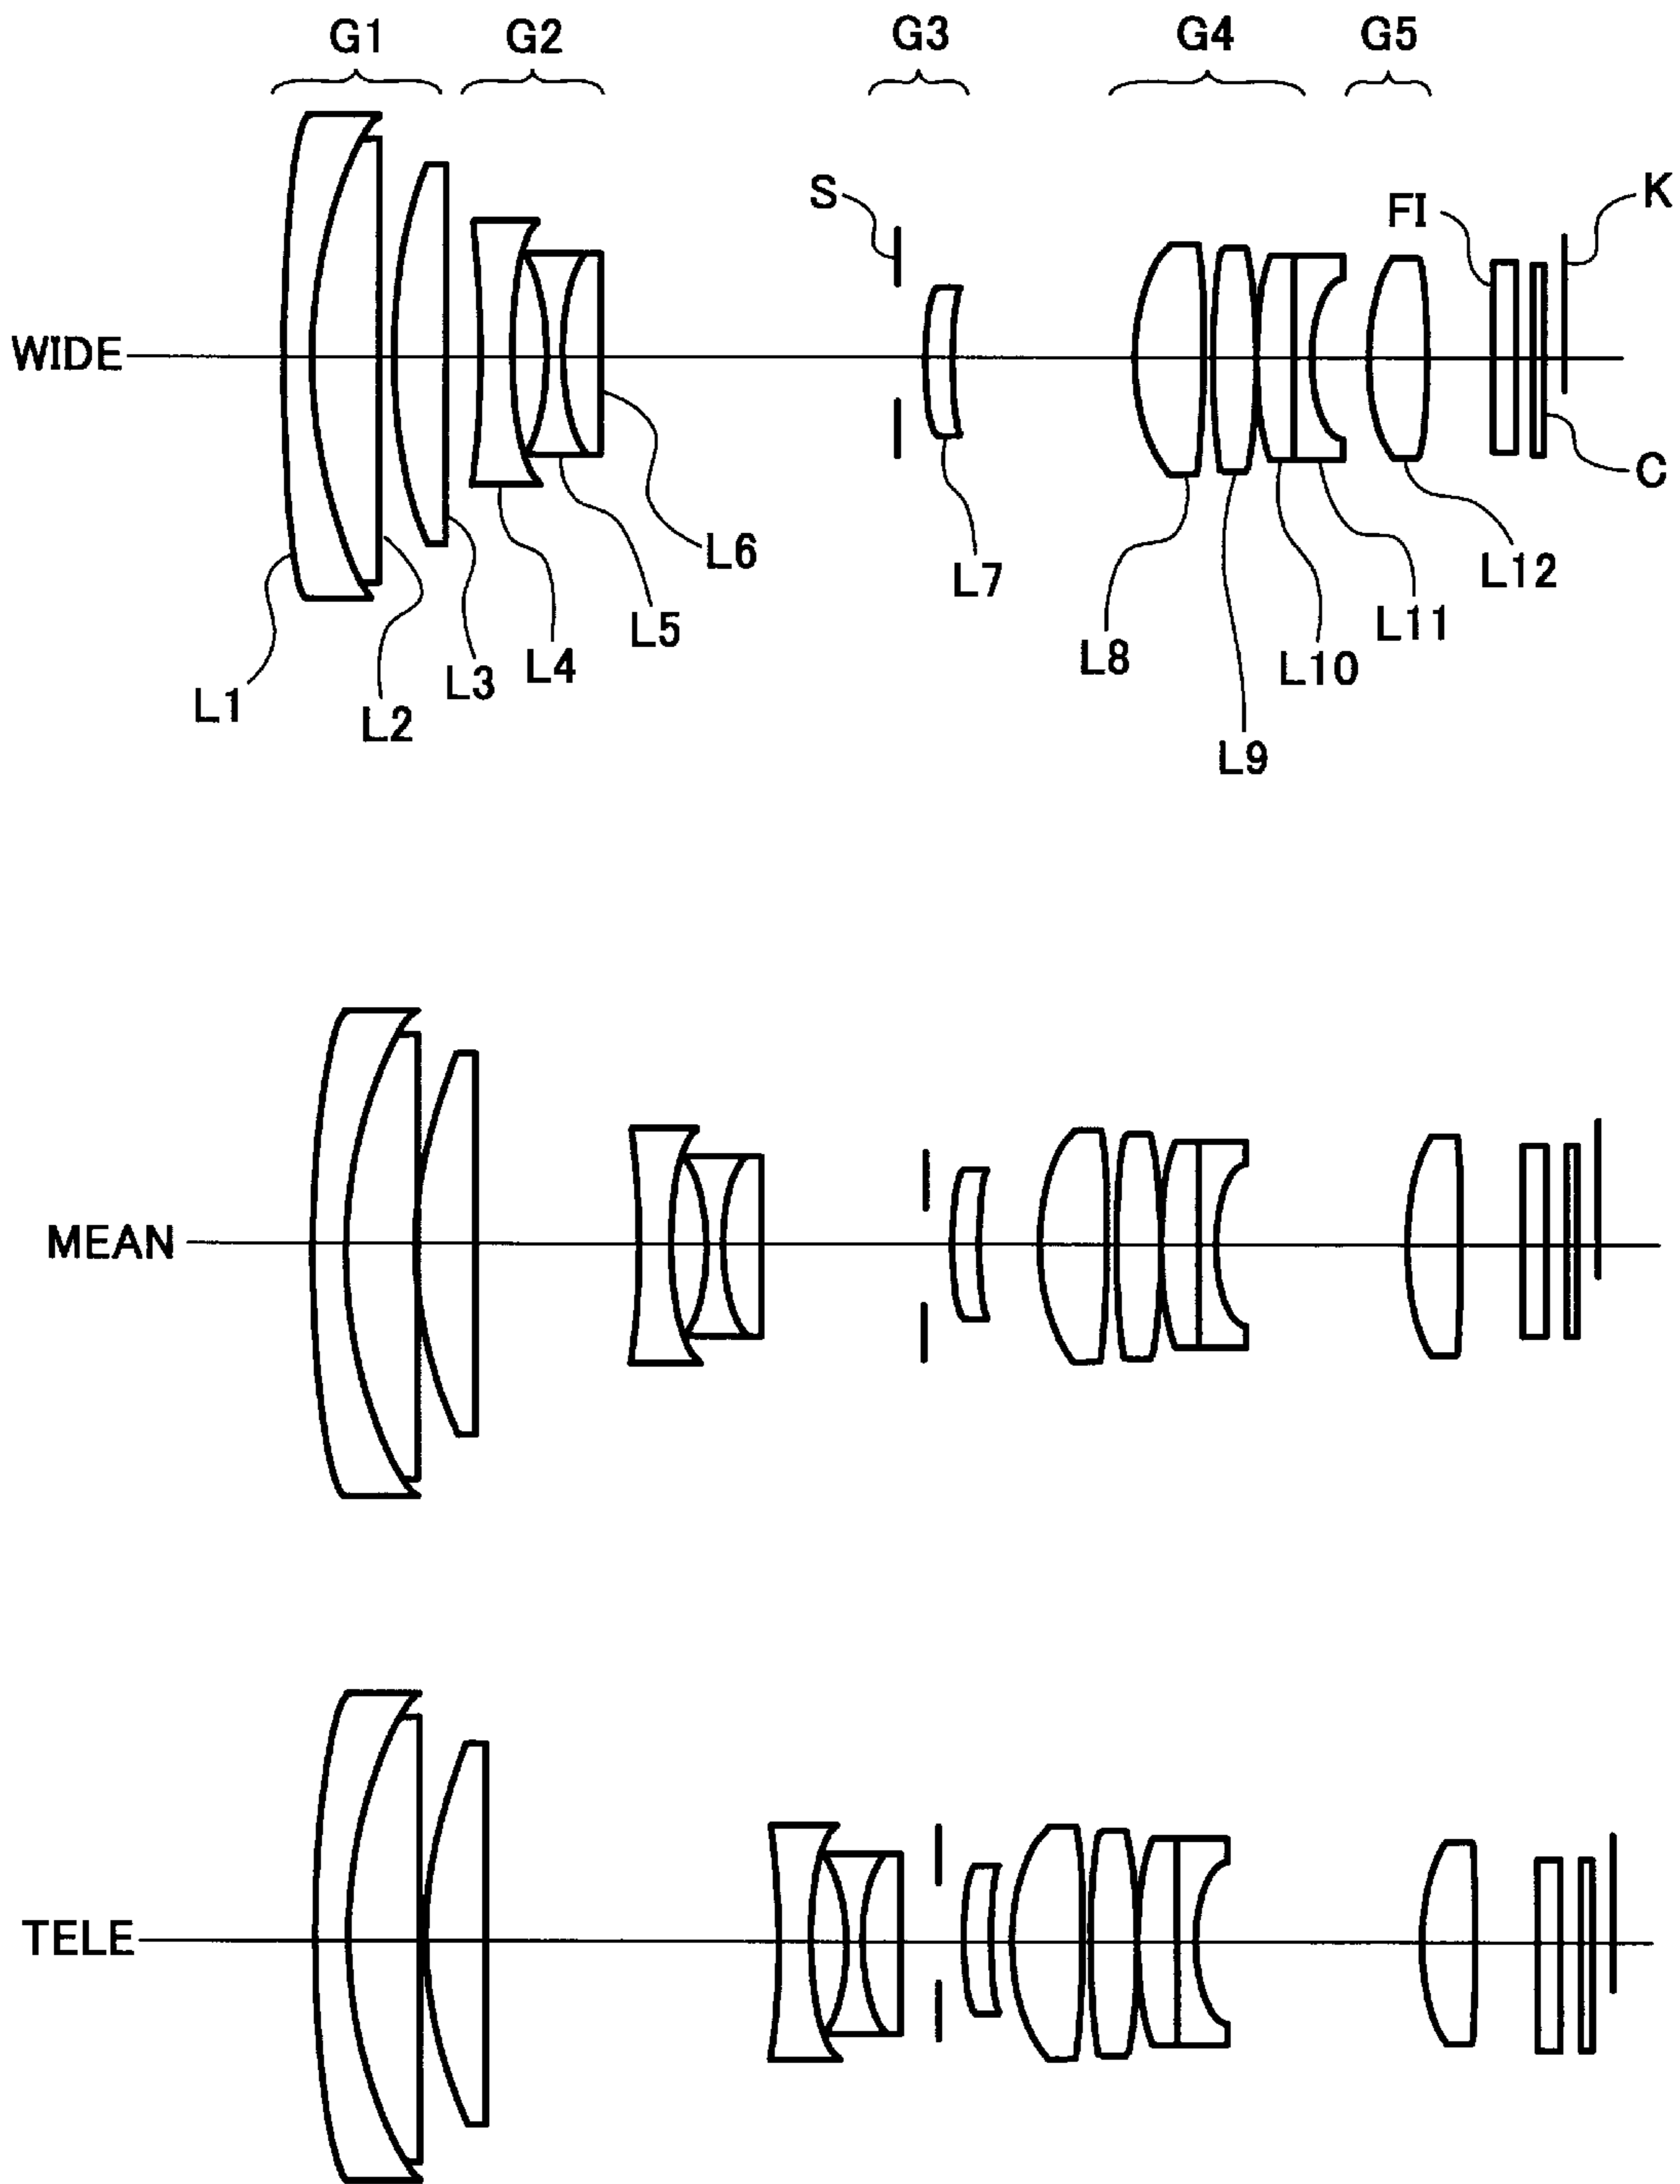 G1 G2 G3 G4 G5
S FI K
WIDE
C
L6
L7
L12
L5
L11
L4
L8
L10
L3
L1
L2
L9
MEAN
TELE